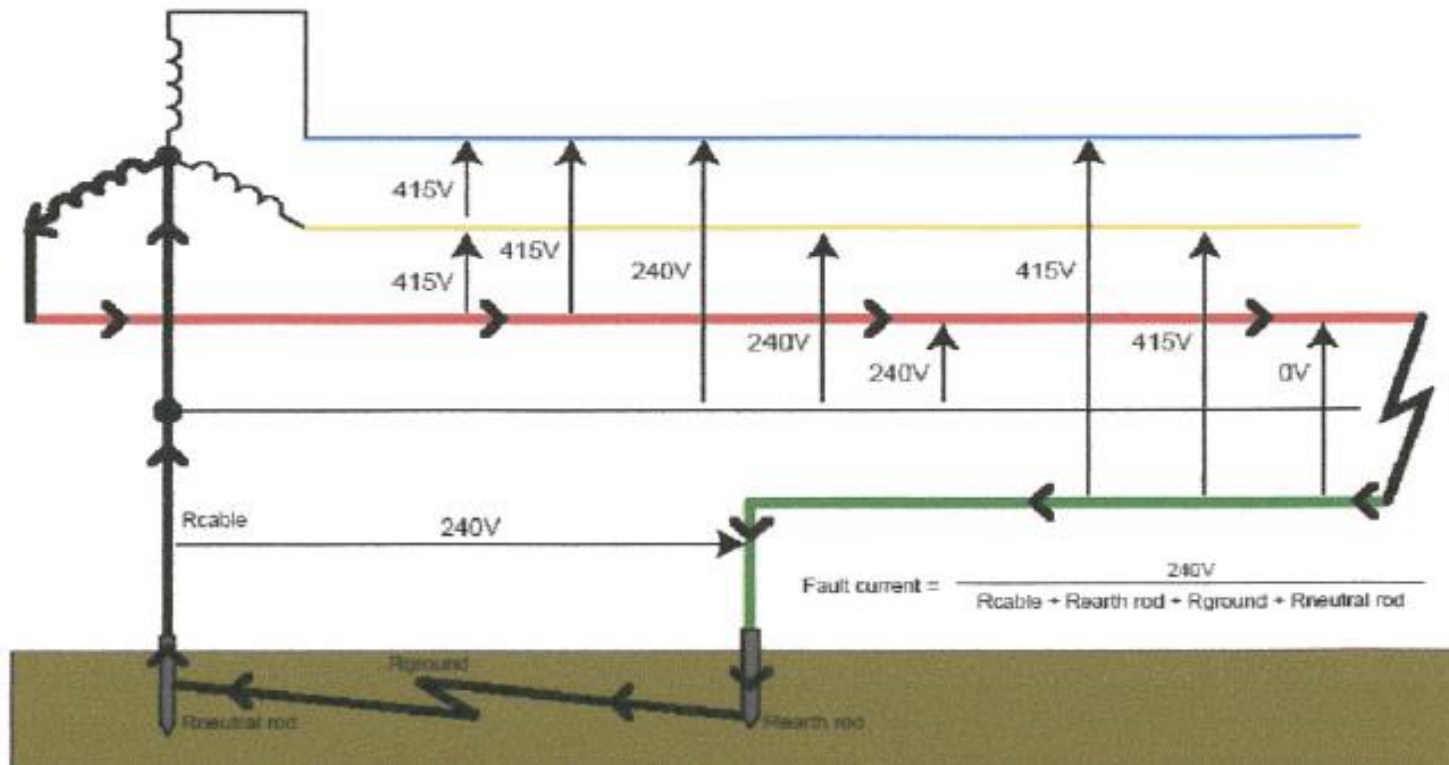 415V
415V
415V
240V
415V
240V
240V
415V
0V
Rcable
240V
Fault current = 240V
Rcable + Rearth rod + Rground + Rneutral rod
Rground
Rneutral rod
Rearth rod